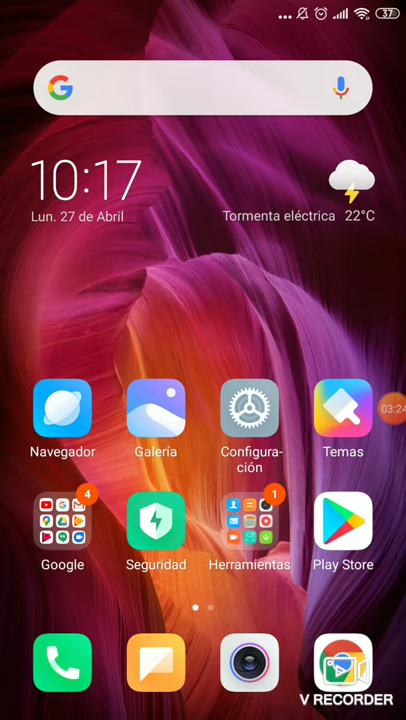 37
10:17
Lun. 27 de Abril
Tormenta eléctrica 22°C
03:24
Navegador
Galería
Configura-
ción
Temas
4
1
Google
Seguridad
Herramientas
Play Store
V RECORDER